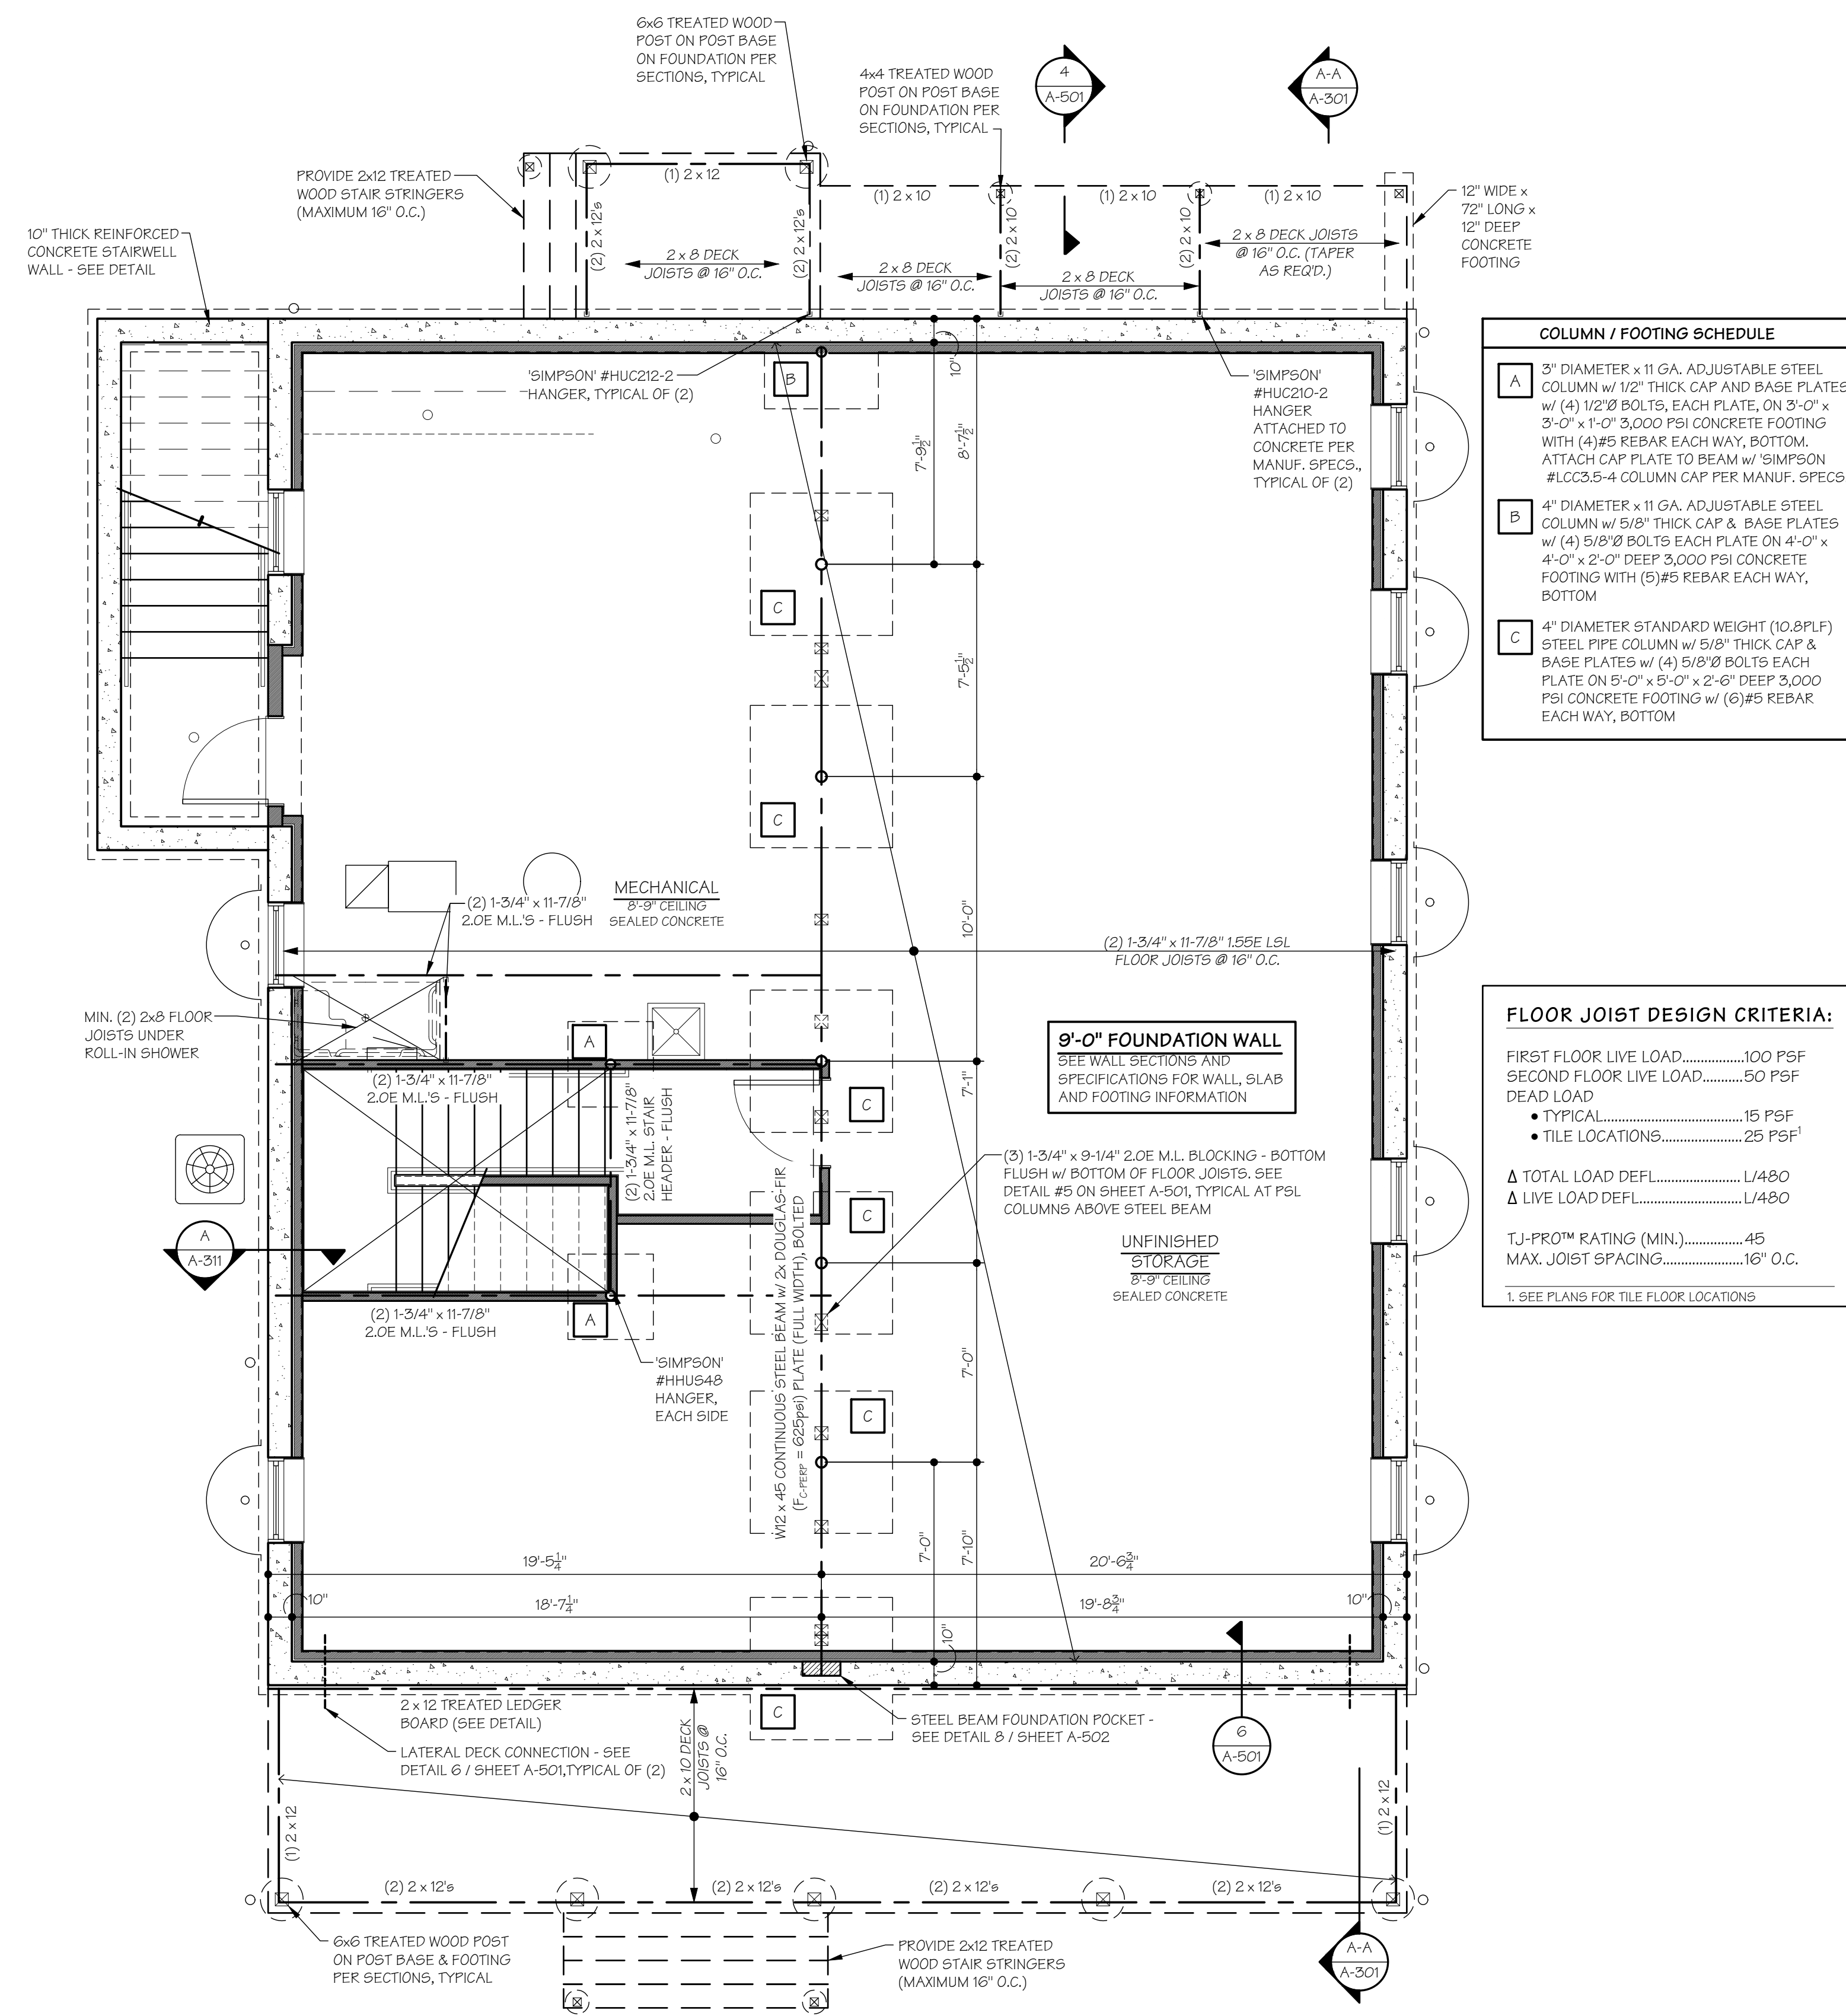 6x6 TREATED WOOD
POST ON POST BASE
ON FOUNDATION PER
SECTIONS, TYPICAL
4x4 TREATED WOOD
POST ON POST BASE
ON FOUNDATION PER
SECTIONS, TYPICAL
4
A-501
A-A
A-301
PROVIDE 2x12 TREATED
WOOD STAIR STRINGERS
(MAXIMUM 16" O.C.)
(1) 2 x 12
(1) 2 x 10
(1) 2 x 10
(1) 2 x 10
12" WIDE x
72" LONG x
12" DEEP
CONCRETE
FOOTING
10" THICK REINFORCED
CONCRETE STAIRWELL
WALL - SEE DETAIL
(2) 2 x 12's
(2) 2 x 12's
(2) 2 x 10
(2) 2 x 10
2 x 8 DECK
JOISTS @ 16" O.C.
2 x 8 DECK
JOISTS @ 16" O.C.
2 x 8 DECK
JOISTS @ 16" O.C.
2 x 8 DECK JOISTS
@ 16" O.C. (TAPER
AS REQ'D.)
COLUMN / FOOTING SCHEDULE
A
3" DIAMETER x 11 GA. ADJUSTABLE STEEL
COLUMN w/ 1/2" THICK CAP AND BASE PLATES
w/ (4) 1/2"Ø BOLTS, EACH PLATE, ON 3'-0" x
3'-0" x 1'-0" 3,000 PSI CONCRETE FOOTING
WITH (4)#5 REBAR EACH WAY, BOTTOM.
ATTACH CAP PLATE TO BEAM w/ 'SIMPSON
#LCC3.5-4 COLUMN CAP PER MANUF. SPECS
B
4" DIAMETER x 11 GA. ADJUSTABLE STEEL
COLUMN w/ 5/8" THICK CAP & BASE PLATES
w/ (4) 5/8"Ø BOLTS EACH PLATE ON 4'-0" x
4'-0" x 2'-0" DEEP 3,000 PSI CONCRETE
FOOTING WITH (5)#5 REBAR EACH WAY,
BOTTOM
C
4" DIAMETER STANDARD WEIGHT (10.8PLF)
STEEL PIPE COLUMN w/ 5/8" THICK CAP &
BASE PLATES w/ (4) 5/8"Ø BOLTS EACH
PLATE ON 5'-0" x 5'-0" x 2'-6" DEEP 3,000
PSI CONCRETE FOOTING w/ (6)#5 REBAR
EACH WAY, BOTTOM
'SIMPSON' #HUC212-2
HANGER, TYPICAL OF (2)
B
10"
7'-9½"
8'-7½"
'SIMPSON'
#HUC210-2
HANGER
ATTACHED TO
CONCRETE PER
MANUF. SPECS.,
TYPICAL OF (2)
C
7'-5½"
C
MECHANICAL
8'-9" CEILING
SEALED CONCRETE
(2) 1-3/4" x 11-7/8"
2.0E M.L.'S - FLUSH
10'-0"
(2) 1-3/4" x 11-7/8" 1.55E LSL
FLOOR JOISTS @ 16" O.C.
MIN. (2) 2x8 FLOOR
JOISTS UNDER
ROLL-IN SHOWER
A
9'-0" FOUNDATION WALL
SEE WALL SECTIONS AND
SPECIFICATIONS FOR WALL, SLAB
AND FOOTING INFORMATION
FLOOR JOIST DESIGN CRITERIA:
FIRST FLOOR LIVE LOAD...............100 PSF
SECOND FLOOR LIVE LOAD..........50 PSF
DEAD LOAD
• TYPICAL..................................15 PSF
• TILE LOCATIONS....................25 PSF¹
Δ TOTAL LOAD DEFL.....................L/480
Δ LIVE LOAD DEFL.........................L/480
TJ-PRO™ RATING (MIN.)..............45
MAX. JOIST SPACING....................16" O.C.
1. SEE PLANS FOR TILE FLOOR LOCATIONS
(2) 1-3/4" x 11-7/8"
2.0E M.L.'S - FLUSH
(2) 1-3/4" x 11-7/8"
2.0E M.L. STAIR
HEADER - FLUSH
C
7'-1"
(3) 1-3/4" x 9-1/4" 2.0E M.L. BLOCKING - BOTTOM
FLUSH w/ BOTTOM OF FLOOR JOISTS. SEE
DETAIL #5 ON SHEET A-501, TYPICAL AT PSL
COLUMNS ABOVE STEEL BEAM
A
A-311
C
UNFINISHED
STORAGE
8'-9" CEILING
SEALED CONCRETE
(2) 1-3/4" x 11-7/8"
2.0E M.L.'S - FLUSH
A
'SIMPSON'
#HHUS48
HANGER,
EACH SIDE
W12 x 45 CONTINUOUS STEEL BEAM w/ 2x DOUGLAS-FIR
(FC-PERP = 625psi) PLATE (FULL WIDTH), BOLTED
7'-0"
C
7'-0"
7'-10"
19'-5¼"
20'-6¾"
10"
18'-7¼"
19'-8¾"
10"
10"
2 x 12 TREATED LEDGER
BOARD (SEE DETAIL)
LATERAL DECK CONNECTION - SEE
DETAIL 6 / SHEET A-501,TYPICAL OF (2)
C
STEEL BEAM FOUNDATION POCKET -
SEE DETAIL 8 / SHEET A-502
6
A-501
2 x 10 DECK
JOISTS @
16" O.C.
(1) 2 x 12
(1) 2 x 12
(2) 2 x 12's
(2) 2 x 12's
(2) 2 x 12's
(2) 2 x 12's
6x6 TREATED WOOD POST
ON POST BASE & FOOTING
PER SECTIONS, TYPICAL
PROVIDE 2x12 TREATED
WOOD STAIR STRINGERS
(MAXIMUM 16" O.C.)
A-A
A-301